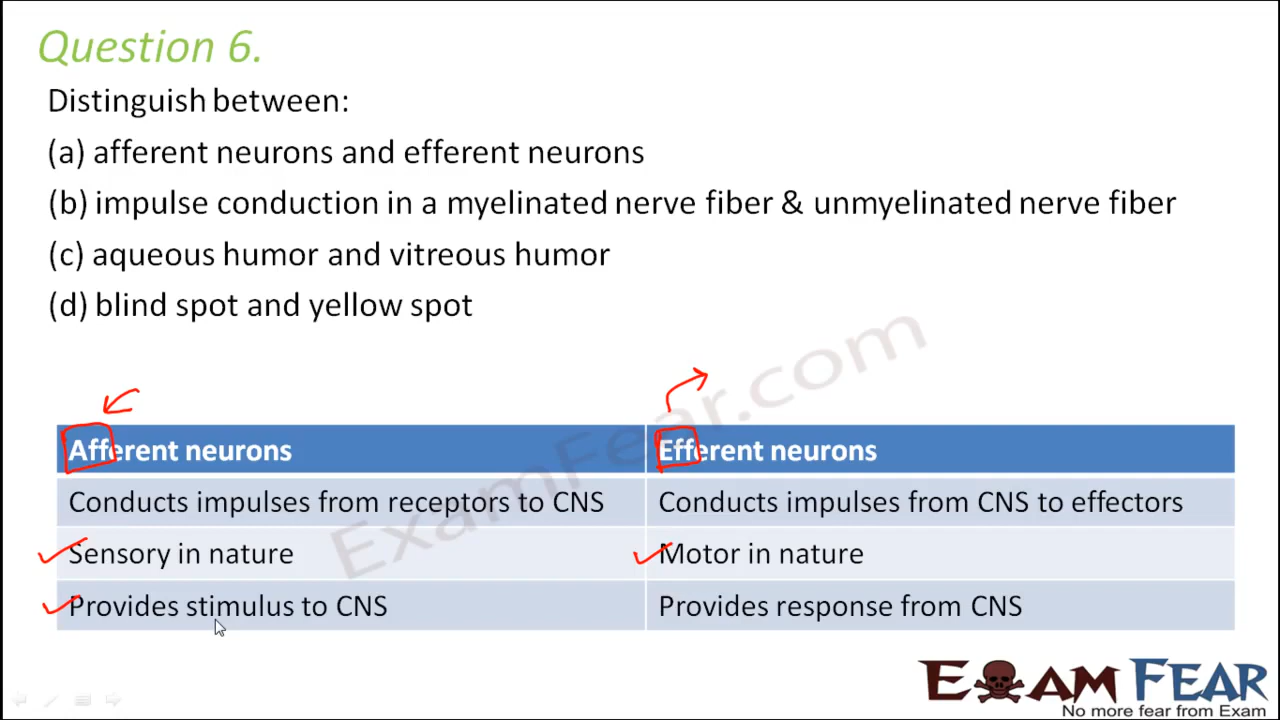 Question 6.
Distinguish between:
(a) afferent neurons and efferent neurons
(b) impulse conduction in a myelinated nerve fiber & unmyelinated nerve fiber
(c) aqueous humor and vitreous humor
(d) blind spot and yellow spot
ExamFear.com
Afferent neurons Efferent neurons
Conducts impulses from receptors to CNS Conducts impulses from CNS to effectors
Sensory in nature Motor in nature
Provides stimulus to CNS Provides response from CNS
EXAM FEAR
No more fear from Exam